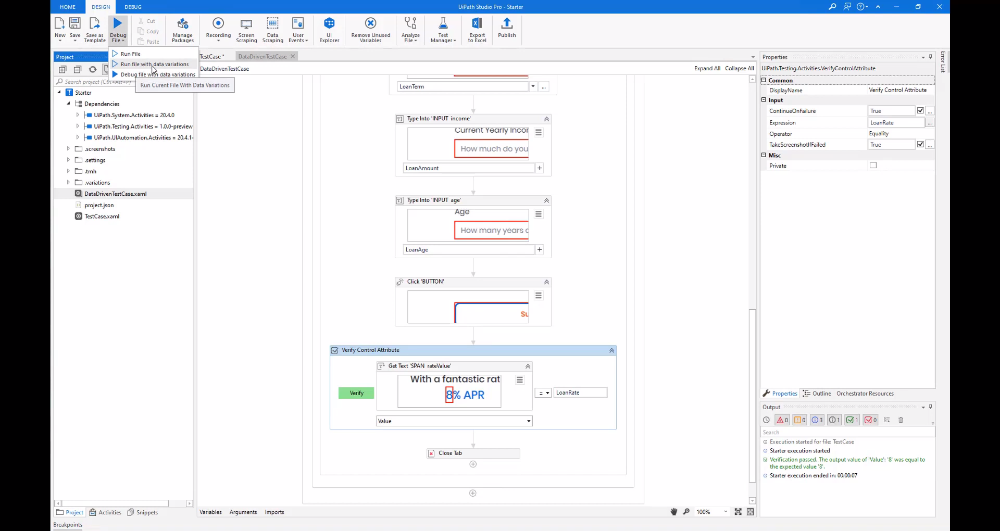 HOME
DESIGN
DEBUG
UiPath Studio Pro - Starter
New
Save
Save as
Template
Debug
File
Cut
Copy
Paste
Manage
Packages
Recording
Screen
Scraping
Data
Scraping
User
Events
UI
Explorer
Remove Unused
Variables
Analyze
File
Test
Manager
Export
to Excel
Publish
Run File
Run file with data variations
Debug file with data variations
Run Curent File With Data Variations
Project
Search project (Ctrl+Alt+P)
Starter
Dependencies
UiPath.System.Activities = 20.4.0
UiPath.Testing.Activities = 1.0.0-preview
UiPath.UIAutomation.Activities = 20.4.1-
.screenshots
.settings
.tmh
.variations
DataDrivenTestCase.xaml
project.json
TestCase.xaml
Project
Activities
Snippets
Breakpoints
TestCase *
DataDrivenTestCase
DataDrivenTestCase
Expand All
Collapse All
LoanTerm
...
Type Into 'INPUT income'
Current Yearly Incor
How much do you
LoanAmount
Type Into 'INPUT age'
Age
How many years
LoanAge
Click 'BUTTON'
Su
Verify Control Attribute
Get Text 'SPAN rateValue'
With a fantastic rat
8% APR
Verify
=
LoanRate
Value
Close Tab
Variables
Arguments
Imports
100%
Properties
UiPath.Testing.Activities.VerifyControlAttribute
Common
DisplayName
Verify Control Attribute
Input
ContinueOnFailure
True
...
Expression
LoanRate
...
Operator
Equality
TakeScreenshotIfFailed
True
...
Misc
Private
Error List
Properties
Outline
Orchestrator Resources
Output
0
0
3
1
1
0
Search
Execution started for file: TestCase
Starter execution started
Verification passed. The output value of 'Value': '8' was equal to
the expected value '8'.
Starter execution ended in: 00:00:07